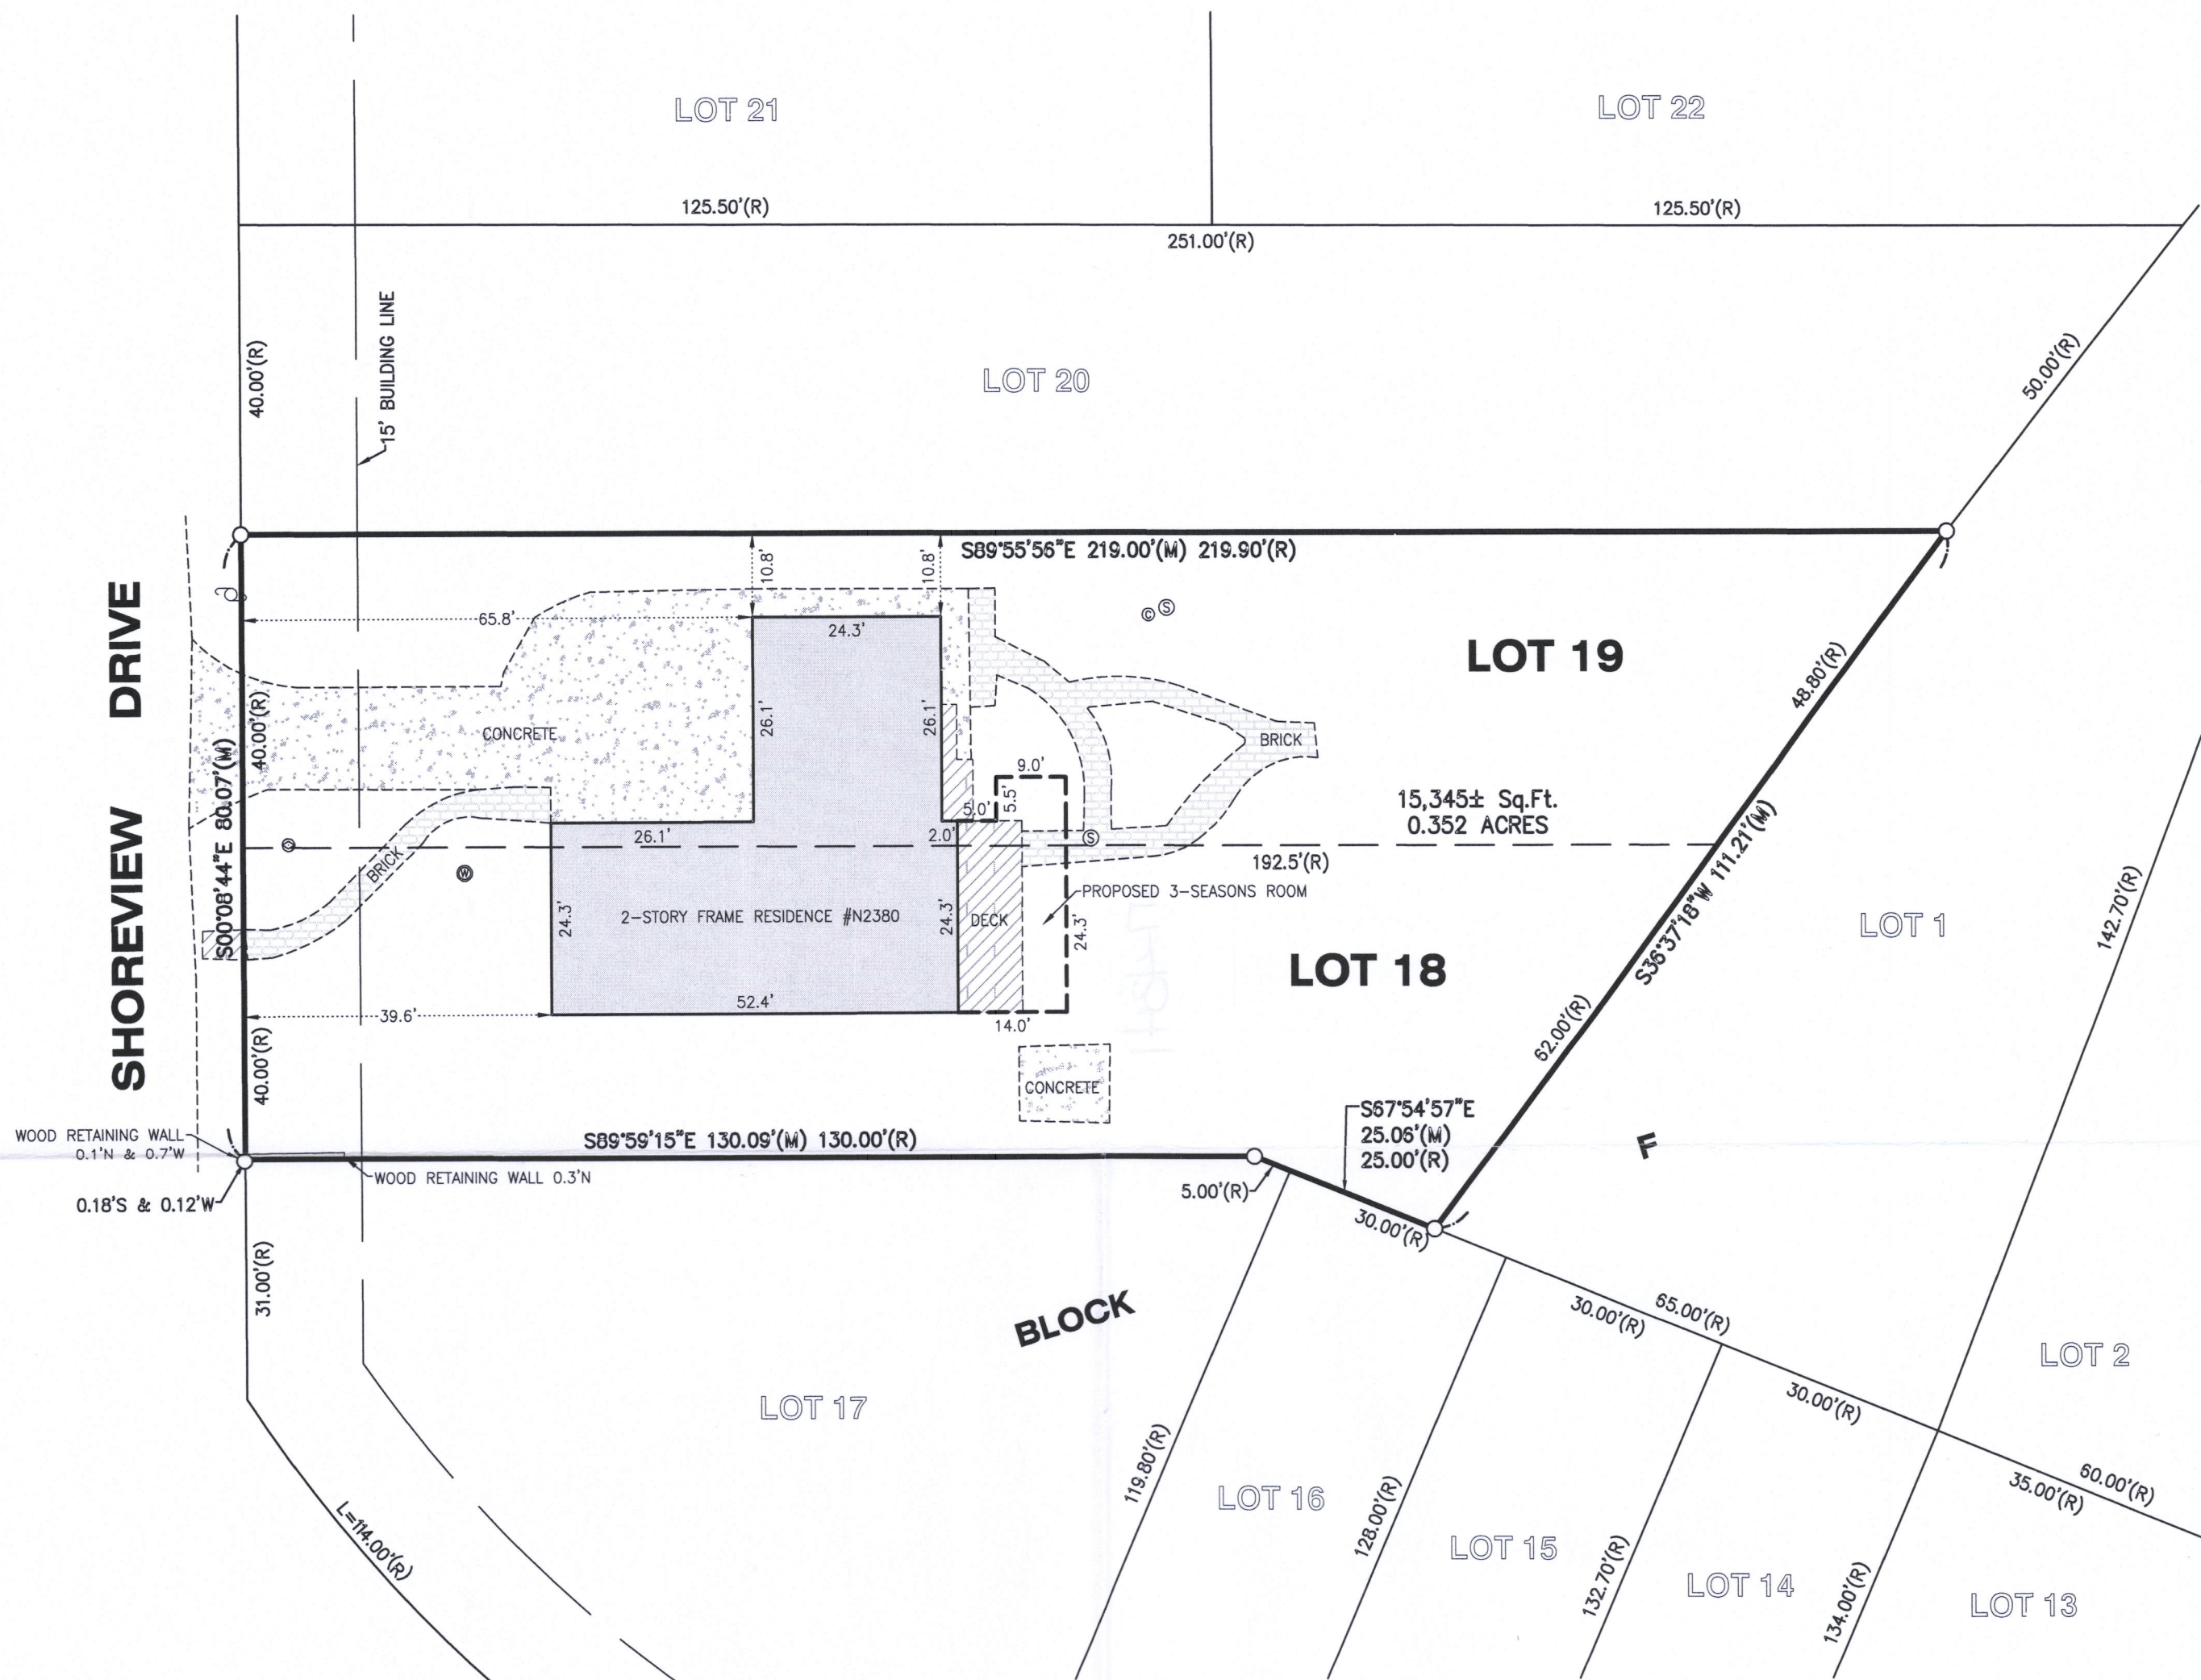 LOT 21
LOT 22
125.50'(R)
125.50'(R)
251.00'(R)
40.00'(R)
15' BUILDING LINE
LOT 20
50.00'(R)
S89°55'56"E 219.00'(M) 219.90'(R)
10.8'
10.8'
65.8'
24.3'
LOT 19
48.80'(R)
SHOREVIEW DRIVE
S00°08'44"E 80.07'(M)
40.00'(R)
CONCRETE
26.1'
26.1'
C S
BRICK
9.0'
5.5'
5.0'
2.0'
26.1'
S
15,345± Sq.Ft.
0.352 ACRES
192.5'(R)
S36°37'18"W 111.21'(M)
BRICK
W
PROPOSED 3-SEASONS ROOM
24.3'
2-STORY FRAME RESIDENCE #N2380
24.3'
DECK
24.3'
LOT 1
142.70'(R)
LOT 18
52.4'
39.6'
14.0'
62.00'(R)
40.00'(R)
CONCRETE
S67°54'57"E
25.06'(M)
25.00'(R)
WOOD RETAINING WALL
0.1'N & 0.7'W
S89°59'15"E 130.09'(M) 130.00'(R)
WOOD RETAINING WALL 0.3'N
0.18'S & 0.12'W
5.00'(R)
30.00'(R)
BLOCK F
31.00'(R)
65.00'(R)
30.00'(R)
LOT 2
30.00'(R)
LOT 17
60.00'(R)
35.00'(R)
119.80'(R)
LOT 16
128.00'(R)
LOT 15
132.70'(R)
LOT 14
134.00'(R)
LOT 13
L=114.00'(R)